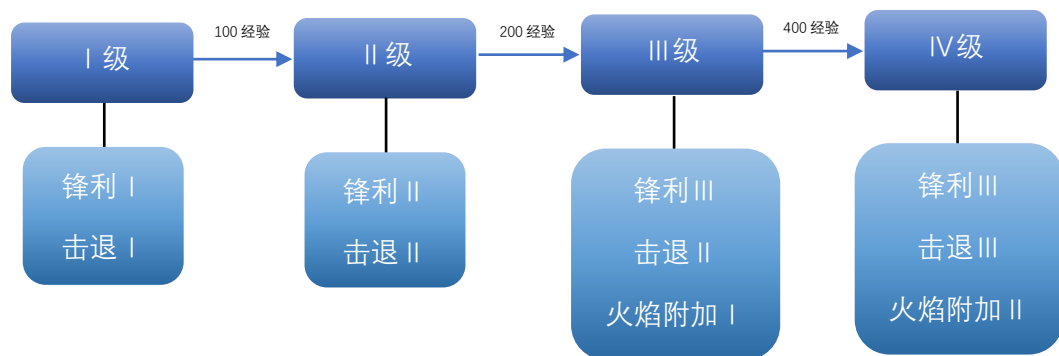 Ⅰ级
100 经验
Ⅱ级
200 经验
Ⅲ级
400 经验
Ⅳ级
锋利Ⅰ
击退Ⅰ
锋利Ⅱ
击退Ⅱ
锋利Ⅲ
击退Ⅱ
火焰附加Ⅰ
锋利Ⅲ
击退Ⅲ
火焰附加Ⅱ